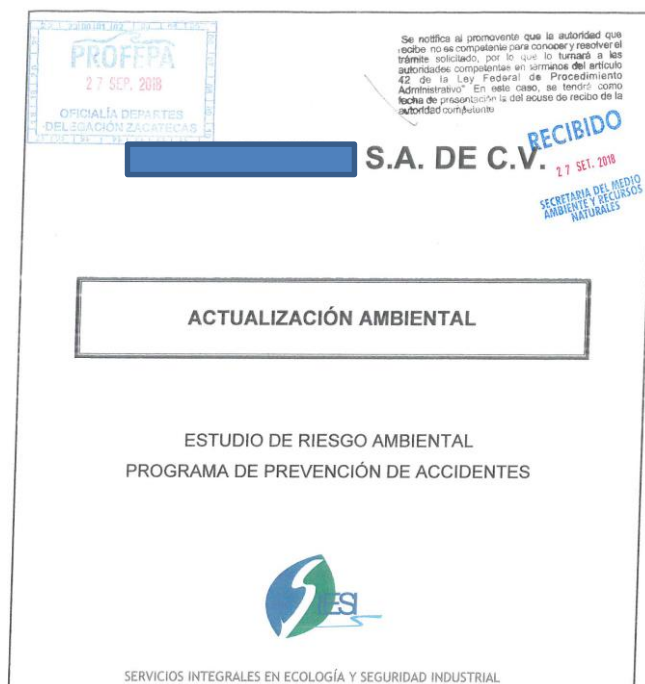 PROFEPA
27 SEP. 2018
OFICIALÍA DEPARTES
DELEGACIÓN ZACATECAS
Se notifica al promovente que la autoridad que
recibe no es competente para conocer y resolver el
trámite solicitado, por lo que lo turnará a las
autoridades competentes en términos del artículo
42 de la Ley Federal de Procedimiento
Administrativo" En este caso, se tendrá como
fecha de presentación la del acuse de recibo de la
autoridad competente
RECIBIDO
27 SET. 2018
SECRETARIA DEL MEDIO
AMBIENTE Y RECURSOS
NATURALES
S.A. DE C.V.
ACTUALIZACIÓN AMBIENTAL
ESTUDIO DE RIESGO AMBIENTAL
PROGRAMA DE PREVENCIÓN DE ACCIDENTES
SIESI
SERVICIOS INTEGRALES EN ECOLOGÍA Y SEGURIDAD INDUSTRIAL